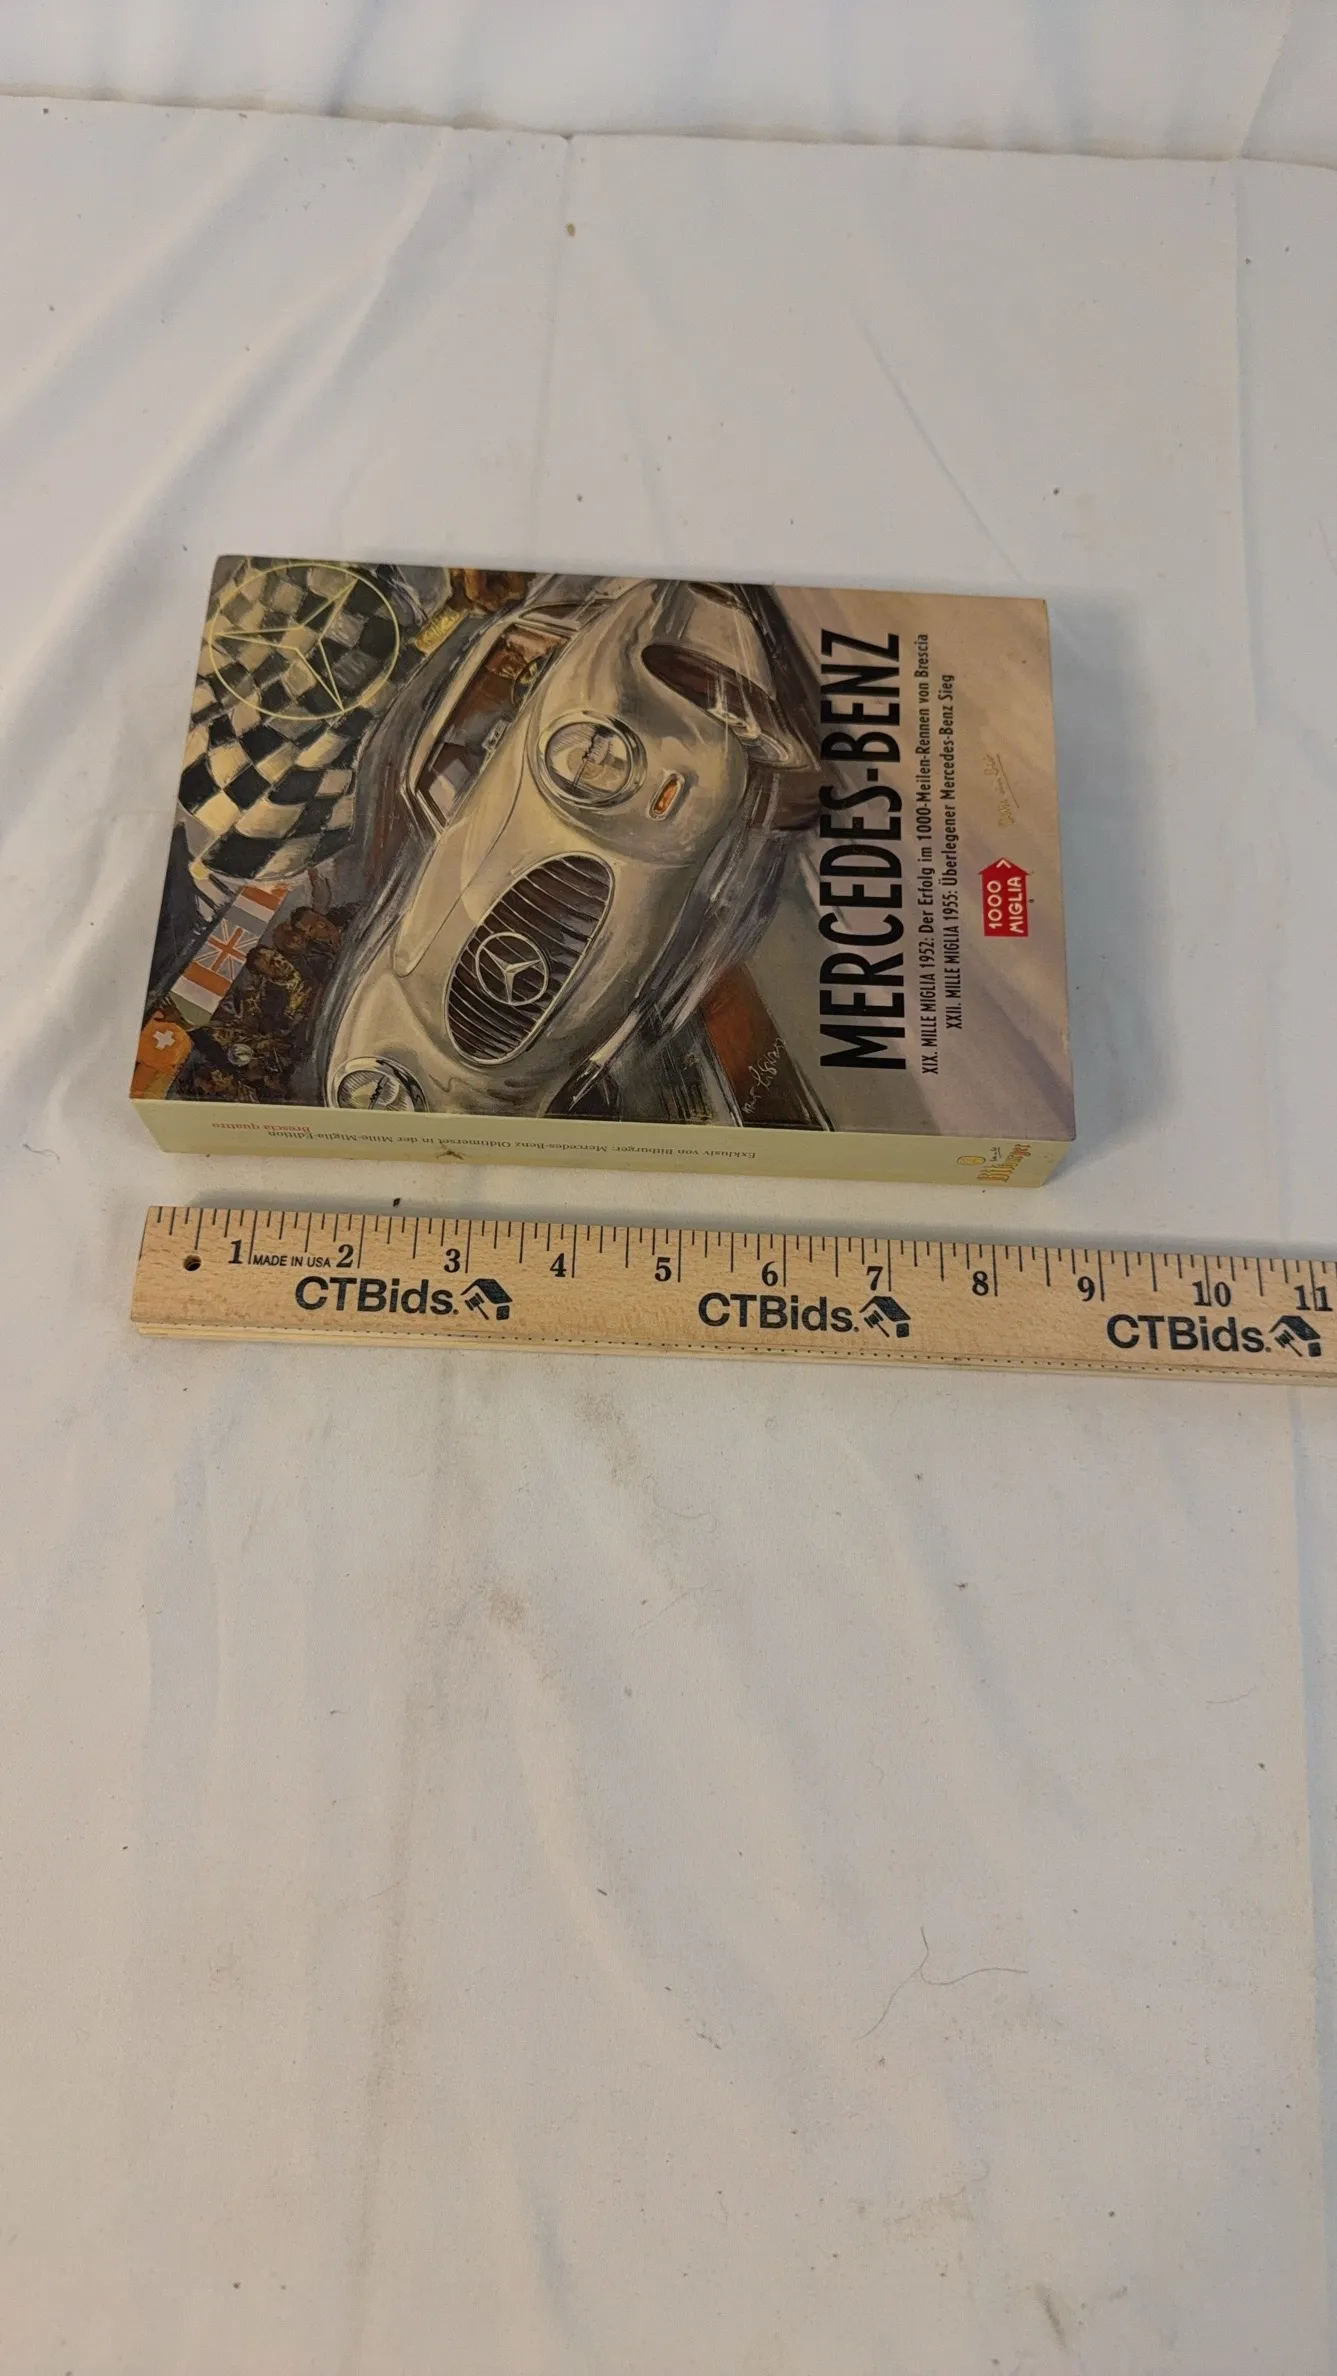 MERCEDES-BENZ
XIX. MILLE MIGLIA 1952: Der Erfolg im 1000-Meilen-Rennen von Brescia
XXII. MILLE MIGLIA 1955: Überlegener Mercedes-Benz Sieg
1000
MIGLIA
Exklusiv von Bitburger: Mercedes-Benz Oldtimerset in der Mille-Miglia-Edition.
Brescia quattro
Bitburger
1 MADE IN USA 2 3 4 5 6 7 8 9 10 11
CTBids. CTBids. CTBids.